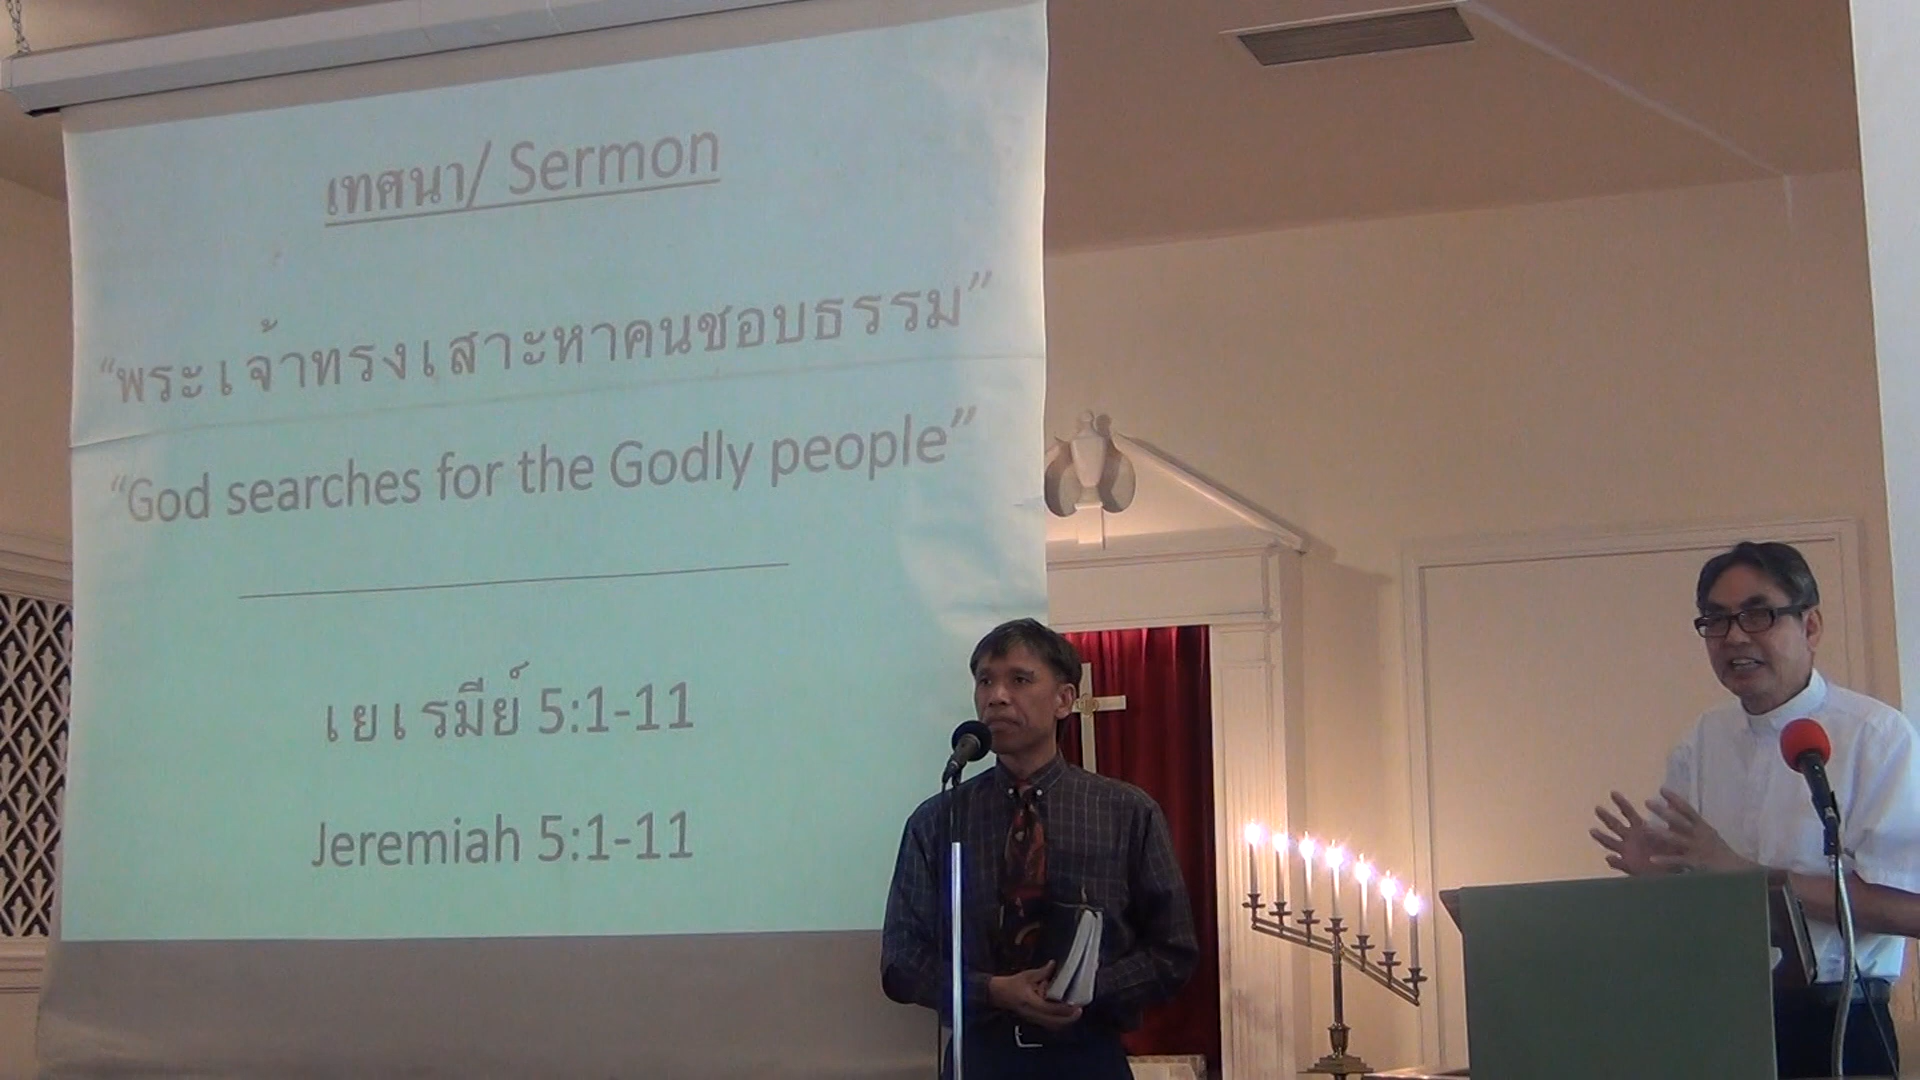 เทศนา/ Sermon
“พระเจ้าทรงเสาะหาคนชอบธรรม”
“God searches for the Godly people”
เยเรมีย์ 5:1-11
Jeremiah 5:1-11